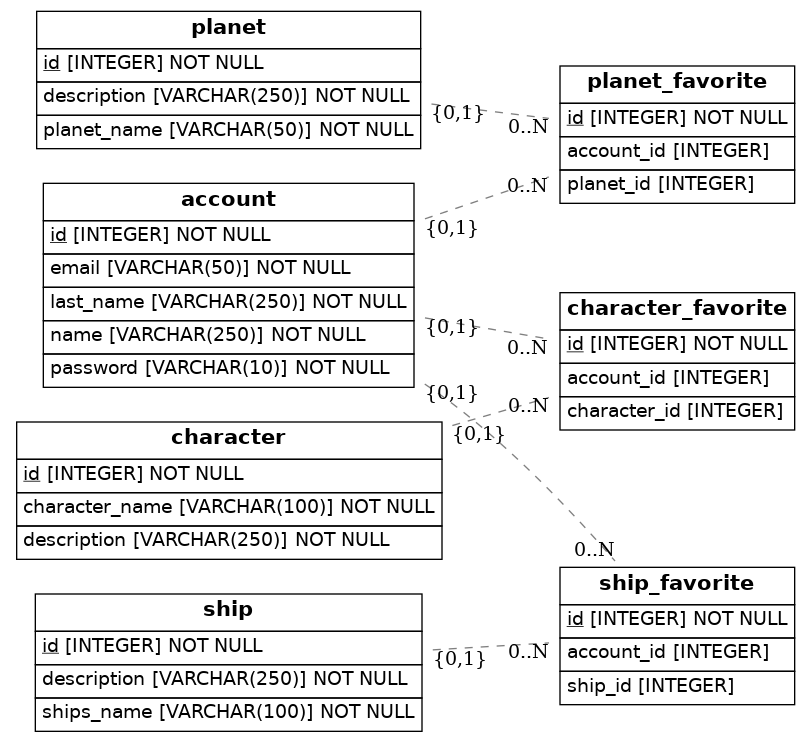 planet
id [INTEGER] NOT NULL
description [VARCHAR(250)] NOT NULL
planet_name [VARCHAR(50)] NOT NULL
{0,1}
0..N
planet_favorite
id [INTEGER] NOT NULL
account_id [INTEGER]
planet_id [INTEGER]
account
id [INTEGER] NOT NULL
email [VARCHAR(50)] NOT NULL
last_name [VARCHAR(250)] NOT NULL
name [VARCHAR(250)] NOT NULL
password [VARCHAR(10)] NOT NULL
0..N
{0,1}
{0,1}
0..N
{0,1}
character_favorite
id [INTEGER] NOT NULL
account_id [INTEGER]
character_id [INTEGER]
character
id [INTEGER] NOT NULL
character_name [VARCHAR(100)] NOT NULL
description [VARCHAR(250)] NOT NULL
0..N
{0,1}
0..N
ship_favorite
id [INTEGER] NOT NULL
account_id [INTEGER]
ship_id [INTEGER]
ship
id [INTEGER] NOT NULL
description [VARCHAR(250)] NOT NULL
ships_name [VARCHAR(100)] NOT NULL
{0,1}
0..N